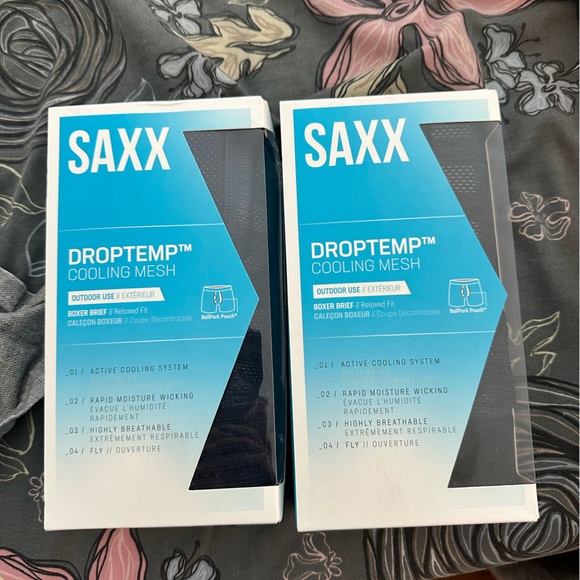 SAXX
DROPTEMP™
COOLING MESH
OUTDOOR USE // EXTÉRIEUR
BOXER BRIEF // Relaxed Fit
CALEÇON BOXEUR // Coupe Décontractée
BallPark Pouch™
_01 / ACTIVE COOLING SYSTEM
_02 / RAPID MOISTURE WICKING
ÉVACUE L'HUMIDITÉ
RAPIDEMENT
_03 / HIGHLY BREATHABLE
EXTRÊMEMENT RESPIRABLE
_04 / FLY // OUVERTURE
SAXX
DROPTEMP™
COOLING MESH
OUTDOOR USE // EXTÉRIEUR
BOXER BRIEF // Relaxed Fit
CALEÇON BOXEUR // Coupe Décontractée
BallPark Pouch™
_01 / ACTIVE COOLING SYSTEM
_02 / RAPID MOISTURE WICKING
ÉVACUE L'HUMIDITÉ
RAPIDEMENT
_03 / HIGHLY BREATHABLE
EXTRÊMEMENT RESPIRABLE
_04 / FLY // OUVERTURE